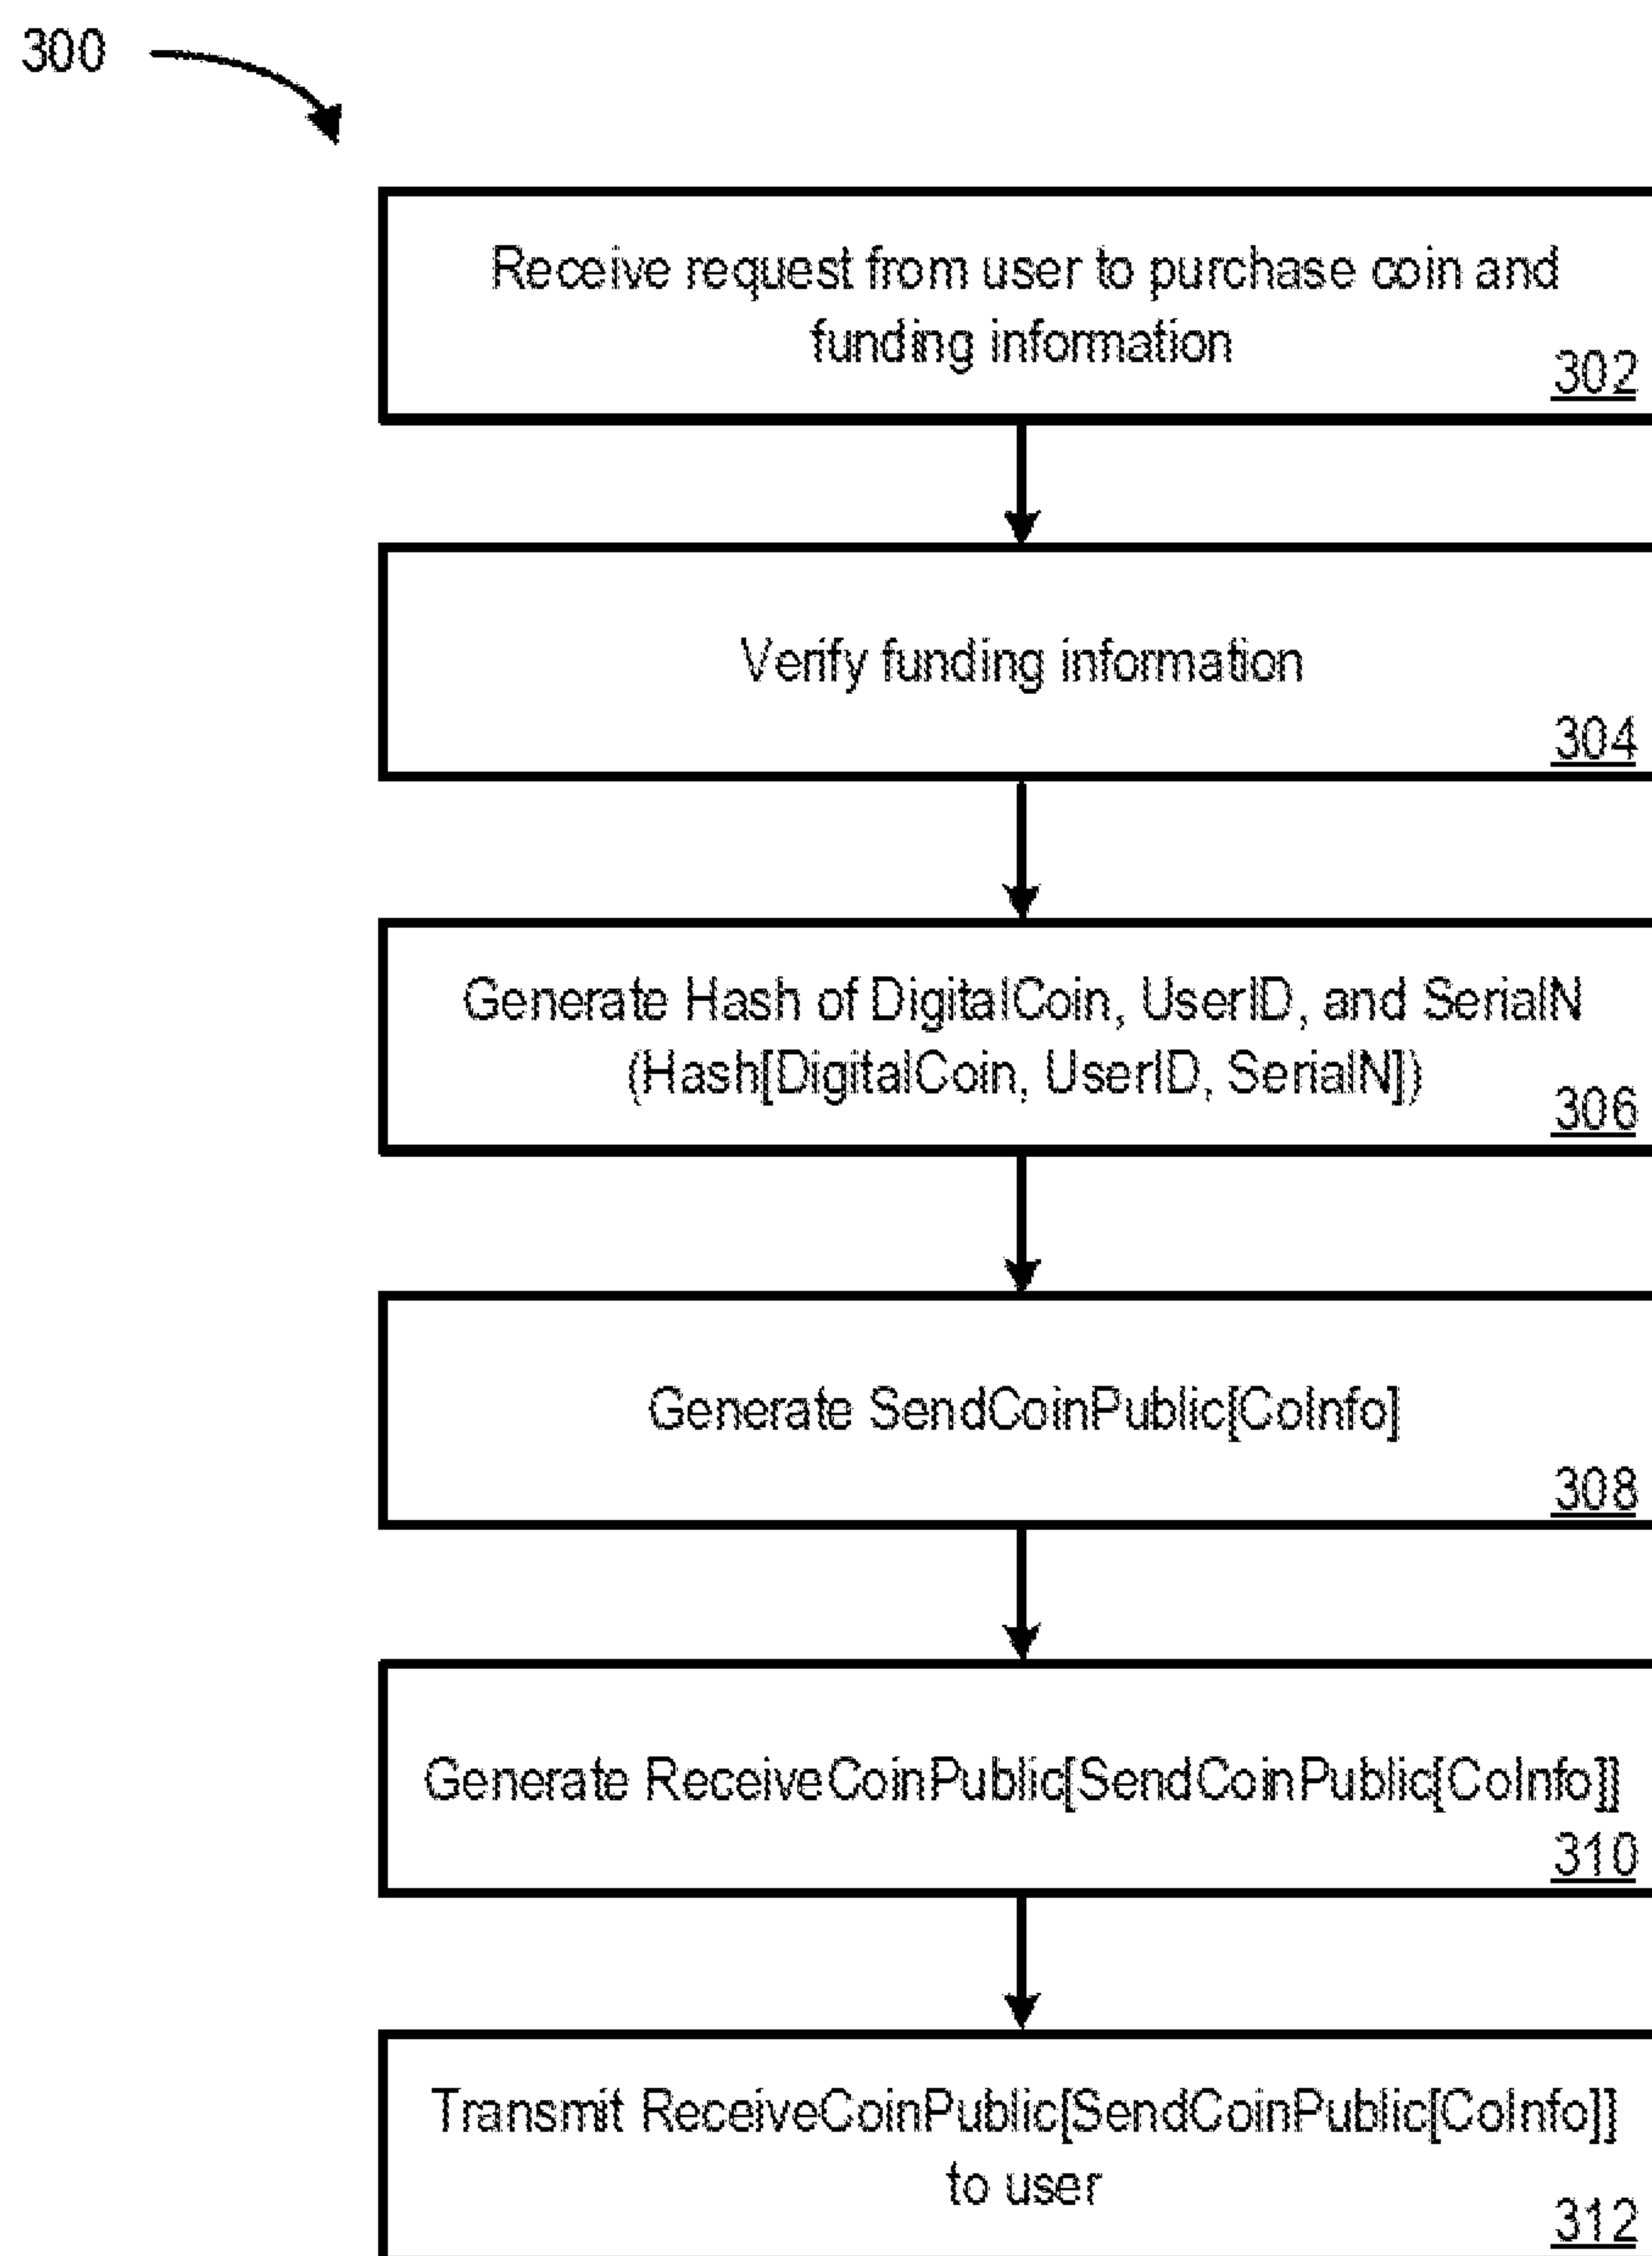 300
Receive request from user to purchase coin and
funding information
302
Verify funding information
304
Generate Hash of DigitalCoin, UserID, and SerialN
(Hash[DigitalCoin, UserID, SerialN])
306
Generate SendCoinPublic[CoInfo]
308
Generate ReceiveCoinPublic[SendCoinPublic[CoInfo]]
310
Transmit ReceiveCoinPublic[SendCoinPublic[CoInfo]]
to user
312